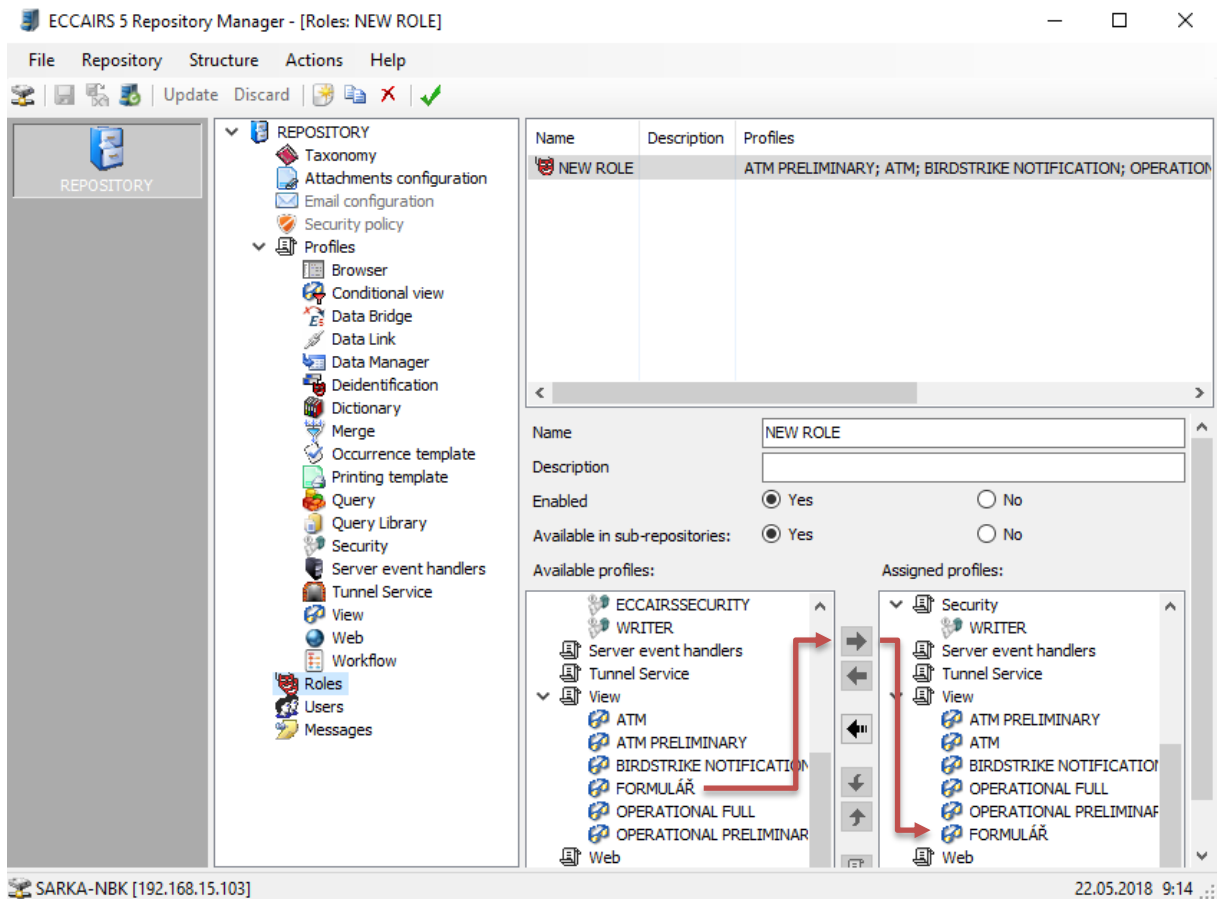 ECCAIRS 5 Repository Manager - [Roles: NEW ROLE]
File Repository Structure Actions Help
Update Discard
REPOSITORY
REPOSITORY
Taxonomy
Attachments configuration
Email configuration
Security policy
Profiles
Browser
Conditional view
Data Bridge
Data Link
Data Manager
Deidentification
Dictionary
Merge
Occurrence template
Printing template
Query
Query Library
Security
Server event handlers
Tunnel Service
View
Web
Workflow
Roles
Users
Messages
Name Description Profiles
NEW ROLE ATM PRELIMINARY; ATM; BIRDSTRIKE NOTIFICATION; OPERATION
Name NEW ROLE
Description
Enabled Yes No
Available in sub-repositories: Yes No
Available profiles:
ECCAIRSSECURITY
WRITER
Server event handlers
Tunnel Service
View
ATM
ATM PRELIMINARY
BIRDSTRIKE NOTIFICATION
FORMULÁŘ
OPERATIONAL FULL
OPERATIONAL PRELIMINAR
Web
Assigned profiles:
Security
WRITER
Server event handlers
Tunnel Service
View
ATM PRELIMINARY
ATM
BIRDSTRIKE NOTIFICATION
OPERATIONAL FULL
OPERATIONAL PRELIMINAR
FORMULÁŘ
Web
SARKA-NBK [192.168.15.103] 22.05.2018 9:14